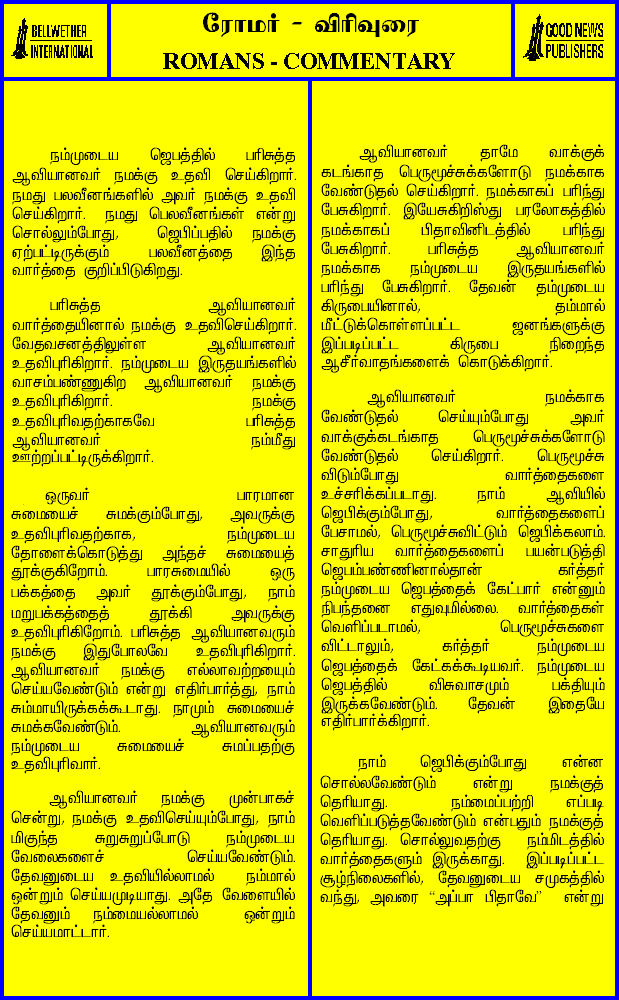 BELLWETHER
INTERNATIONAL
ரோமர் - விரிவுரை
ROMANS - COMMENTARY
GOOD NEWS
PUBLISHERS
நம்முடைய ஜெபத்தில் பரிசுத்த
ஆவியானவர் நமக்கு உதவி செய்கிறார்.
நமது பலவீனங்களில் அவர் நமக்கு உதவி
செய்கிறார். நமது பெலவீனங்கள் என்று
சொல்லும்போது, ஜெபிப்பதில் நமக்கு
ஏற்பட்டிருக்கும் பலவீனத்தை இந்த
வார்த்தை குறிப்பிடுகிறது.
பரிசுத்த ஆவியானவர்
வார்த்தையினால் நமக்கு உதவிசெய்கிறார்.
வேதவசனத்திலுள்ள ஆவியானவர்
உதவிபுரிகிறார். நம்முடைய இருதயங்களில்
வாசம்பண்ணுகிற ஆவியானவர் நமக்கு
உதவிபுரிகிறார். நமக்கு
உதவிபுரிவதற்காகவே பரிசுத்த
ஆவியானவர் நம்மீது
ஊற்றப்பட்டிருக்கிறார்.
ஒருவர் பாரமான
சுமையைச் சுமக்கும்போது, அவருக்கு
உதவிபுரிவதற்காக, நம்முடைய
தோளைக்கொடுத்து அந்தச் சுமையைத்
தூக்குகிறோம். பாரசுமையில் ஒரு
பக்கத்தை அவர் தூக்கும்போது, நாம்
மறுபக்கத்தைத் தூக்கி அவருக்கு
உதவிபுரிகிறோம். பரிசுத்த ஆவியானவரும்
நமக்கு இதுபோலவே உதவிபுரிகிறார்.
ஆவியானவர் நமக்கு எல்லாவற்றையும்
செய்யவேண்டும் என்று எதிர்பார்த்து, நாம்
சும்மாயிருக்கக்கூடாது. நாமும் சுமையைச்
சுமக்கவேண்டும். ஆவியானவரும்
நம்முடைய சுமையைச் சுமப்பதற்கு
உதவிபுரிவார்.
ஆவியானவர் நமக்கு முன்பாகச்
சென்று, நமக்கு உதவிசெய்யும்போது, நாம்
மிகுந்த சுறுசுறுப்போடு நம்முடைய
வேலைகளைச் செய்யவேண்டும்.
தேவனுடைய உதவியில்லாமல் நம்மால்
ஒன்றும் செய்யமுடியாது. அதே வேளையில்
தேவனும் நம்மையல்லாமல் ஒன்றும்
செய்யமாட்டார்.
ஆவியானவர் தாமே வாக்குக்
கடங்காத பெருமூச்சுக்களோடு நமக்காக
வேண்டுதல் செய்கிறார். நமக்காகப் பரிந்து
பேசுகிறார். இயேசுகிறிஸ்து பரலோகத்தில்
நமக்காகப் பிதாவினிடத்தில் பரிந்து
பேசுகிறார். பரிசுத்த ஆவியானவர்
நமக்காக நம்முடைய இருதயங்களில்
பரிந்து பேசுகிறார். தேவன் தம்முடைய
கிருபையினால், தம்மால்
மீட்டுக்கொள்ளப்பட்ட ஜனங்களுக்கு
இப்படிப்பட்ட கிருபை நிறைந்த
ஆசீர்வாதங்களைக் கொடுக்கிறார்.
ஆவியானவர் நமக்காக
வேண்டுதல் செய்யும்போது அவர்
வாக்குக்கடங்காத பெருமூச்சுக்களோடு
வேண்டுதல் செய்கிறார். பெருமூச்சு
விடும்போது வார்த்தைகளை
உச்சரிக்கப்படாது. நாம் ஆவியில்
ஜெபிக்கும்போது, வார்த்தைகளைப்
பேசாமல், பெருமூச்சுவிட்டும் ஜெபிக்கலாம்.
சாதுரிய வார்த்தைகளைப் பயன்படுத்தி
ஜெபம்பண்ணினால்தான் கர்த்தர்
நம்முடைய ஜெபத்தைக் கேட்பார் என்னும்
நிபந்தனை எதுவுமில்லை. வார்த்தைகள்
வெளிப்படாமல், பெருமூச்சுகளை
விட்டாலும், கர்த்தர் நம்முடைய
ஜெபத்தைக் கேட்கக்கூடியவர். நம்முடைய
ஜெபத்தில் விசுவாசமும் பக்தியும்
இருக்கவேண்டும். தேவன் இதையே
எதிர்பார்க்கிறார்.
நாம் ஜெபிக்கும்போது என்ன
சொல்லவேண்டும் என்று நமக்குத்
தெரியாது. நம்மைப்பற்றி எப்படி
வெளிப்படுத்தவேண்டும் என்பதும் நமக்குத்
தெரியாது. சொல்லுவதற்கு நம்மிடத்தில்
வார்த்தைகளும் இருக்காது. இப்படிப்பட்ட
சூழ்நிலைகளில், தேவனுடைய சமுகத்தில்
வந்து, அவரை “அப்பா பிதாவே” என்று